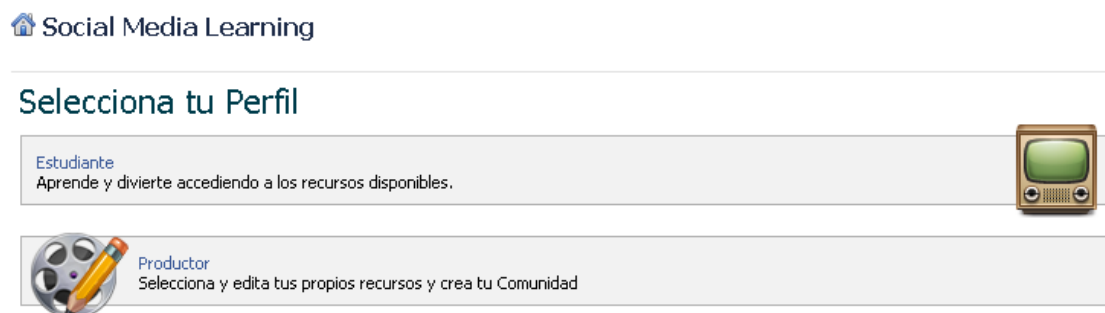 Social Media Learning
Selecciona tu Perfil
Estudiante
Aprende y divierte accediendo a los recursos disponibles.
Productor
Selecciona y edita tus propios recursos y crea tu Comunidad